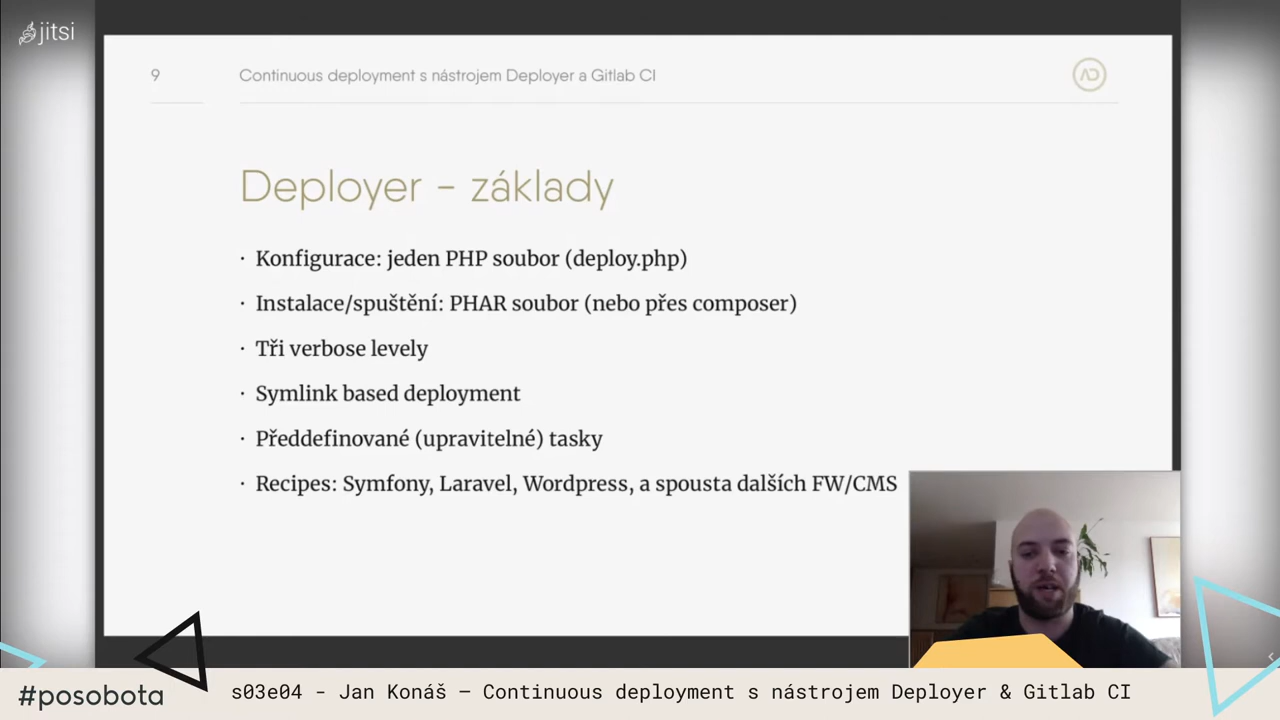 jitsi
9
Continuous deployment s nástrojem Deployer a Gitlab CI
Deployer – základy
· Konfigurace: jeden PHP soubor (deploy.php)
· Instalace/spuštění: PHAR soubor (nebo přes composer)
· Tři verbose levely
· Symlink based deployment
· Předdefinované (upravitelné) tasky
· Recipes: Symfony, Laravel, Wordpress, a spousta dalších FW/CMS
#posobota
s03e04 - Jan Konáš – Continuous deployment s nástrojem Deployer & Gitlab CI